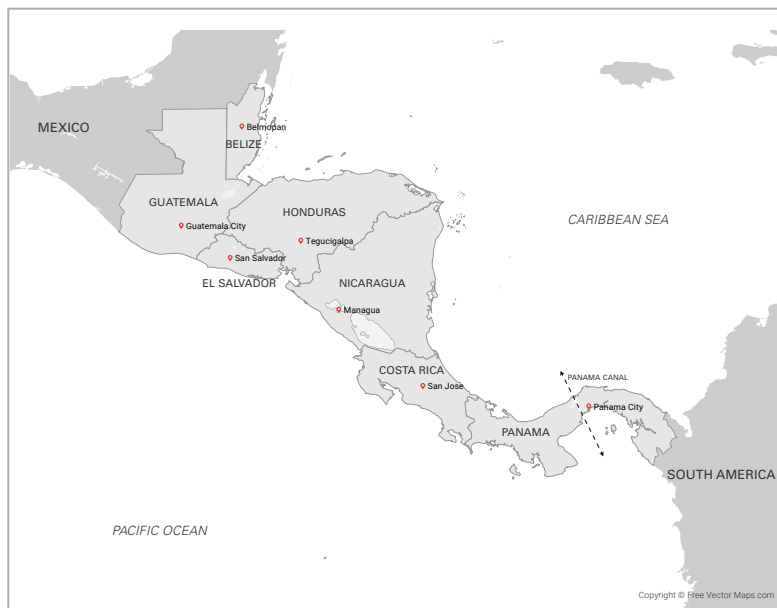 MEXICO
Belmopan
BELIZE
GUATEMALA
HONDURAS
CARIBBEAN SEA
Guatemala City
Tegucigalpa
San Salvador
EL SALVADOR
NICARAGUA
Managua
COSTA RICA
PANAMA CANAL
San Jose
Panama City
PANAMA
SOUTH AMERICA
PACIFIC OCEAN
Copyright © Free Vector Maps.com